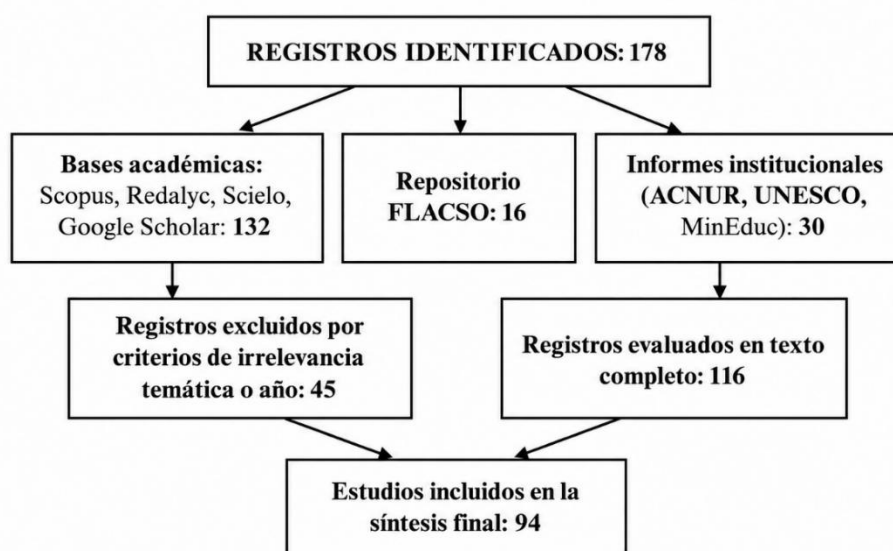 REGISTROS IDENTIFICADOS: 178
Bases académicas:
Scopus, Redalyc, Scielo,
Google Scholar: 132
Repositorio
FLACSO: 16
Informes institucionales
(ACNUR, UNESCO,
MinEduc): 30
Registros excluidos por
criterios de irrelevancia
temática o año: 45
Registros evaluados en texto
completo: 116
Estudios incluidos en la
síntesis final: 94